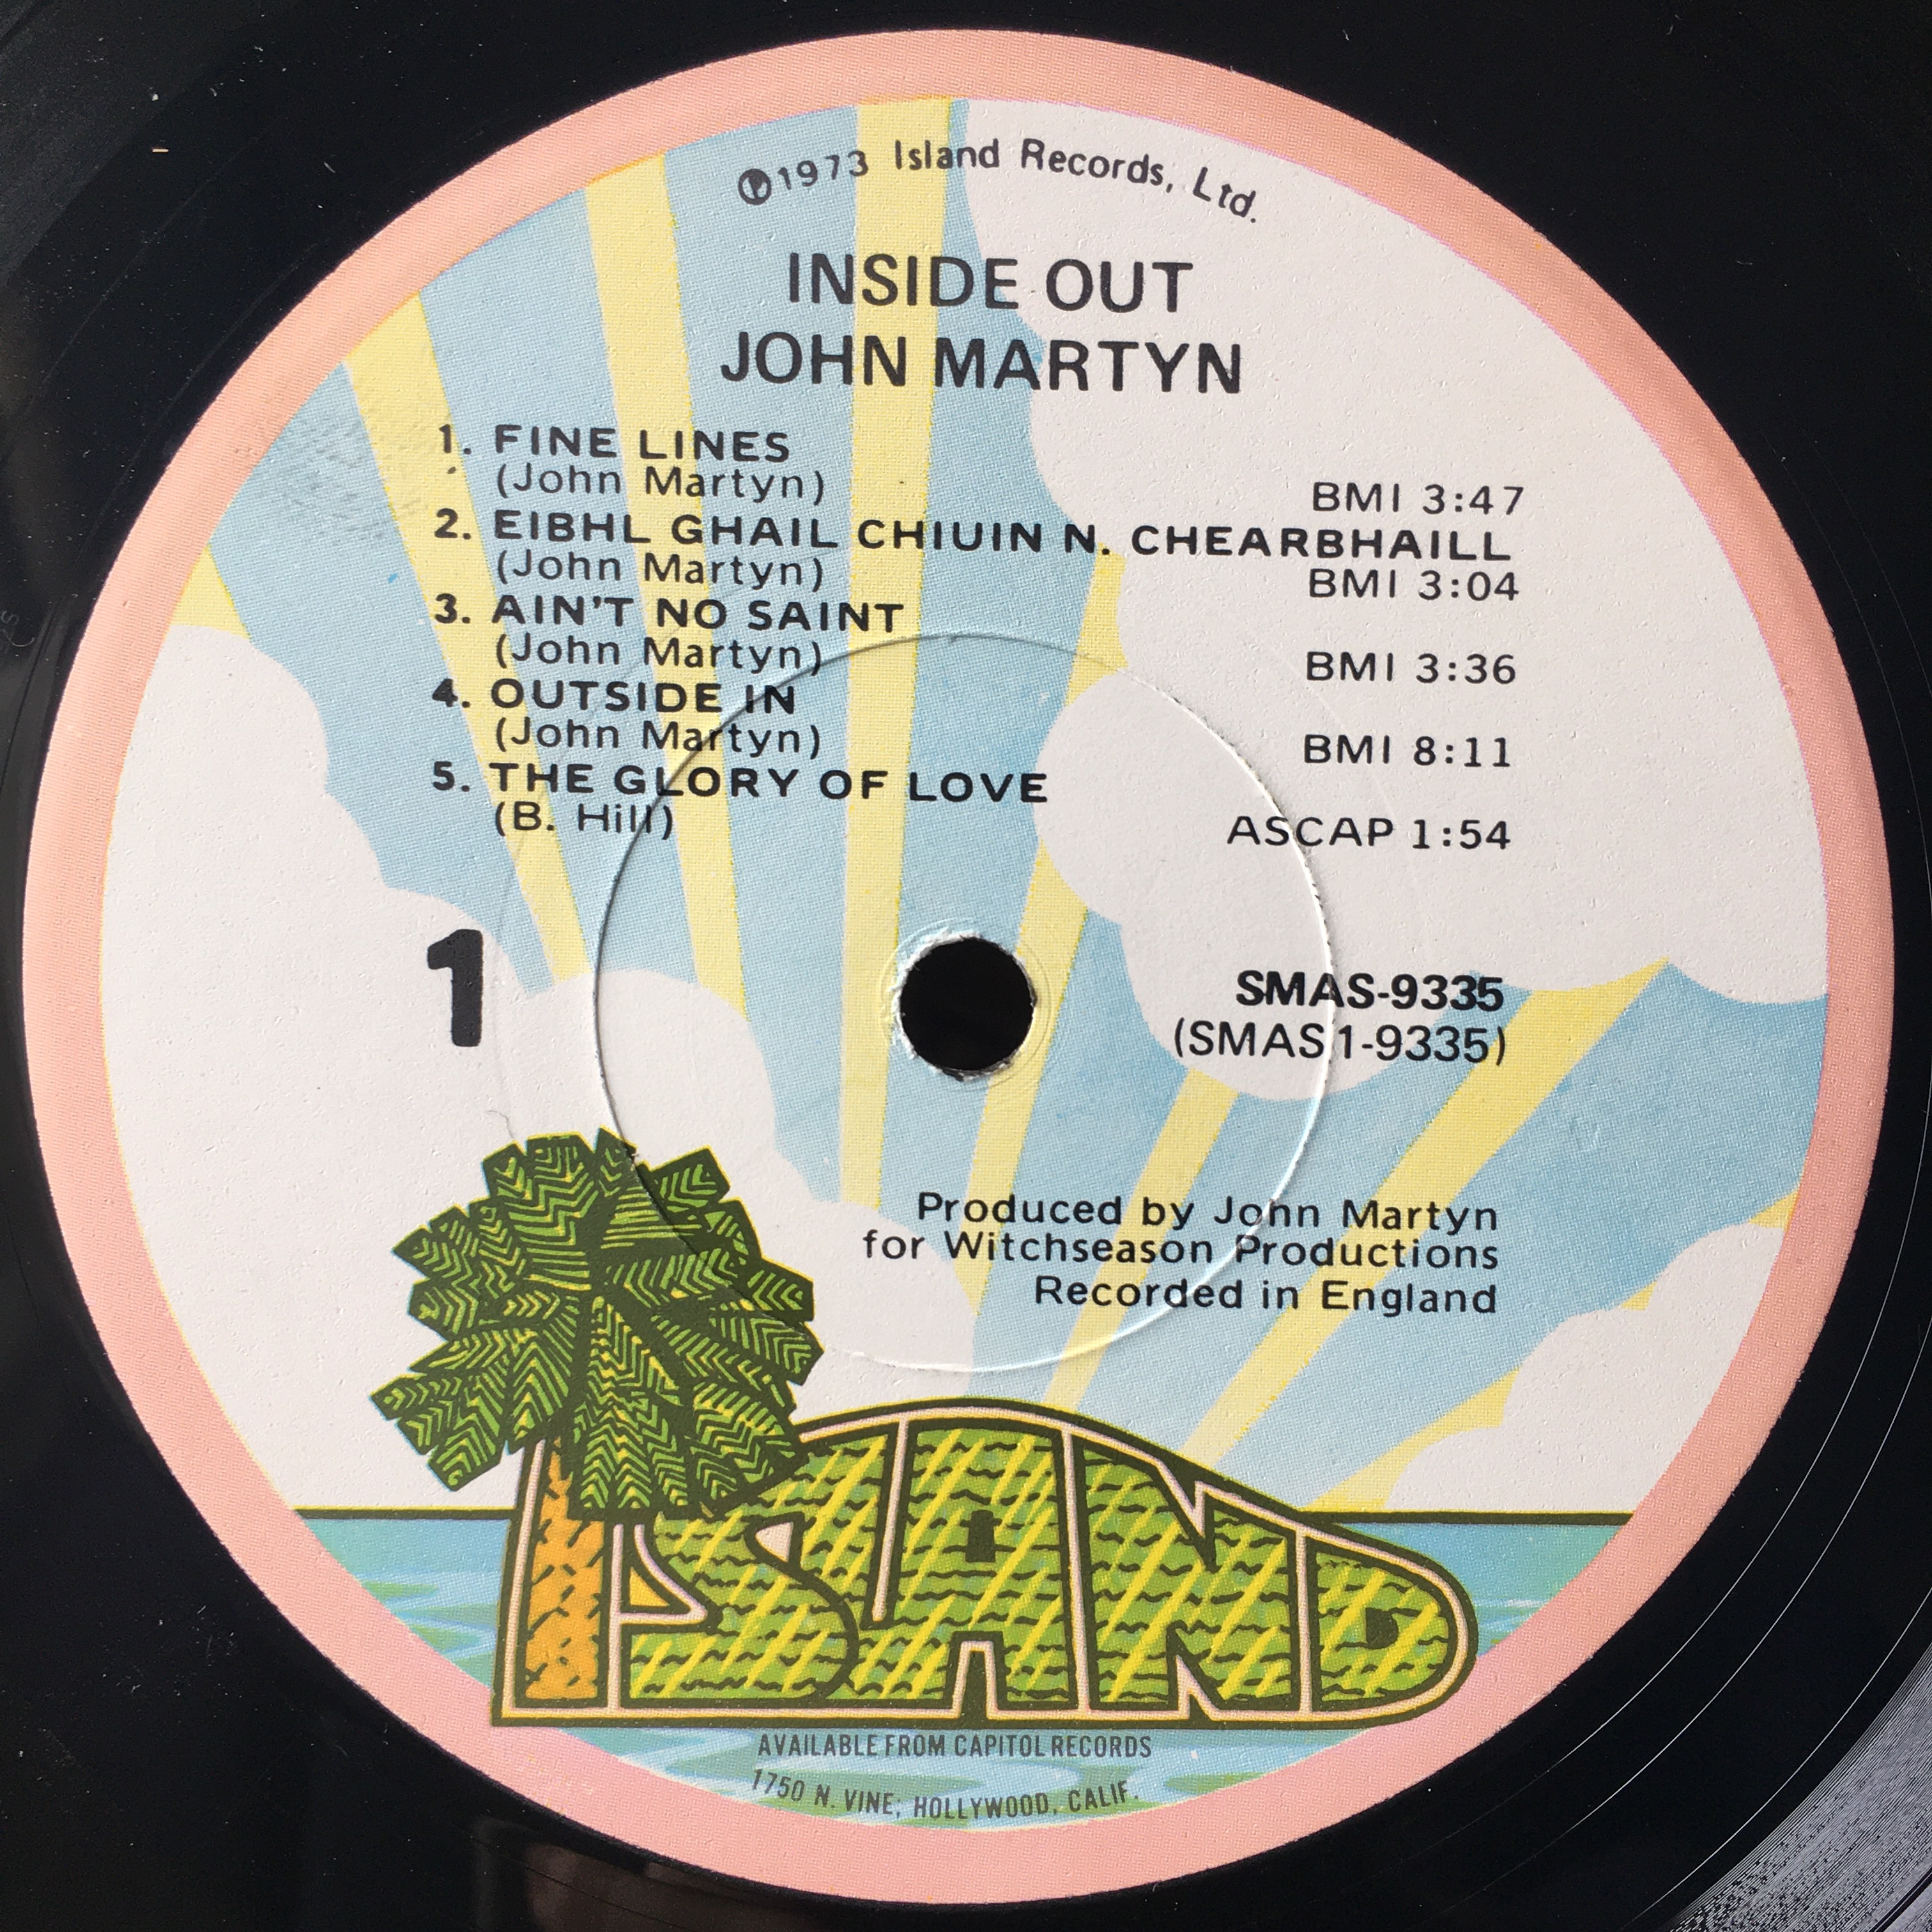 ℗1973 Island Records, Ltd.
INSIDE OUT
JOHN MARTYN
1. FINE LINES
(John Martyn) BMI 3:47
2. EIBHL GHAIL CHIUIN N. CHEARBHAILL
(John Martyn) BMI 3:04
3. AIN'T NO SAINT
(John Martyn) BMI 3:36
4. OUTSIDE IN
(John Martyn) BMI 8:11
5. THE GLORY OF LOVE
(B. Hill) ASCAP 1:54
1
SMAS-9335
(SMAS 1-9335)
Produced by John Martyn
for Witchseason Productions
Recorded in England
ISLAND
AVAILABLE FROM CAPITOL RECORDS
1750 N. VINE; HOLLYWOOD, CALIF.